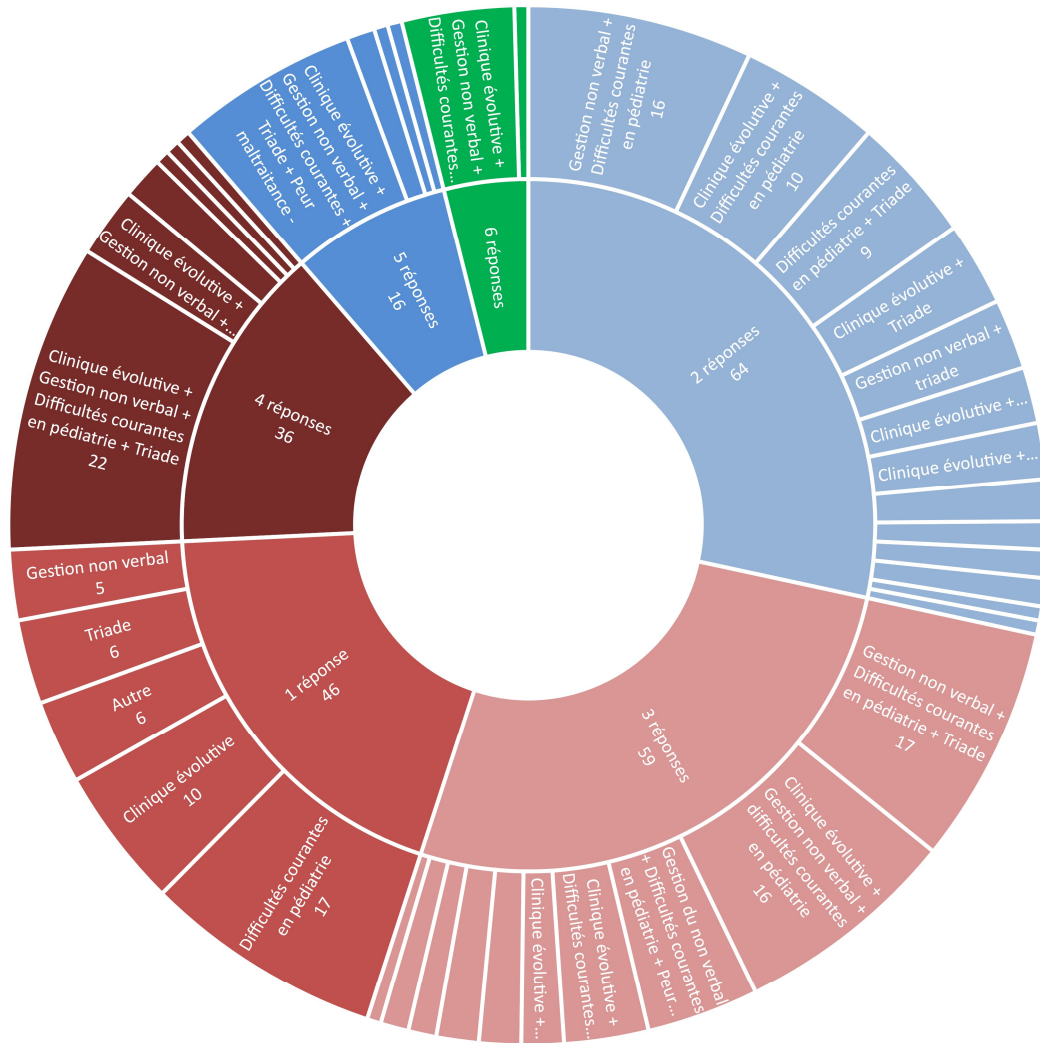 Gestion non verbal +
Difficultés courantes
en pédiatrie
16
Clinique évolutive +
Difficultés courantes
en pédiatrie
10
Difficultés courantes
en pédiatrie + Triade
9
Clinique évolutive +
Triade
Gestion non verbal +
triade
Clinique évolutive +...
Clinique évolutive +...
2 réponses
64
Gestion non verbal +
Difficultés courantes
en pédiatrie + Triade
17
Clinique évolutive +
Gestion non verbal +
difficultés courantes
en pédiatrie
16
Gestion du non verbal
+ Difficultés courantes
en pédiatrie + Peur...
Clinique évolutive +
Difficultés courantes...
Clinique évolutive +...
3 réponses
59
Difficultés courantes
en pédiatrie
17
Clinique évolutive
10
Autre
6
Triade
6
Gestion non verbal
5
1 réponse
46
Clinique évolutive +
Gestion non verbal +
Difficultés courantes
en pédiatrie + Triade
22
Clinique évolutive +
Gestion non verbal +...
4 réponses
36
Clinique évolutive +
Gestion non verbal +
Difficultés courantes +
Triade + Peur
maltraitance -
5 réponses
16
Clinique évolutive +
Gestion non verbal +
Difficultés courantes...
6 réponses